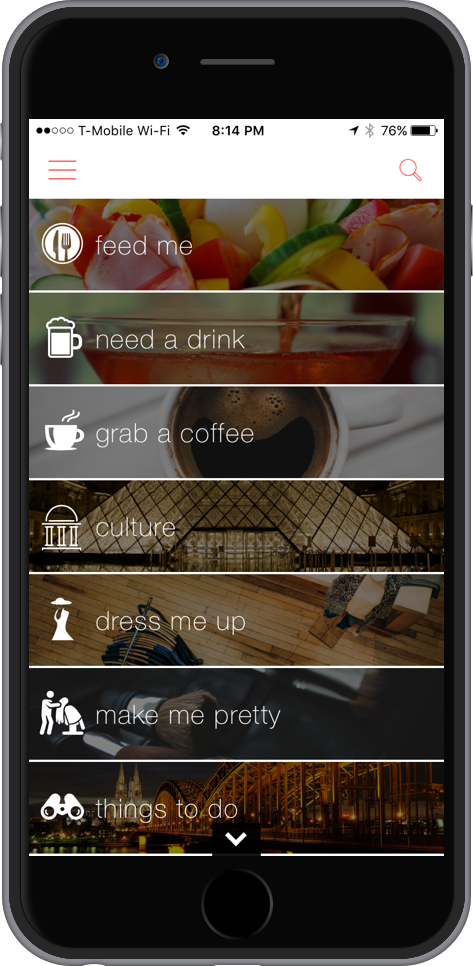 T-Mobile Wi-Fi 8:14 PM 76%
feed me
need a drink
grab a coffee
culture
dress me up
make me pretty
things to do